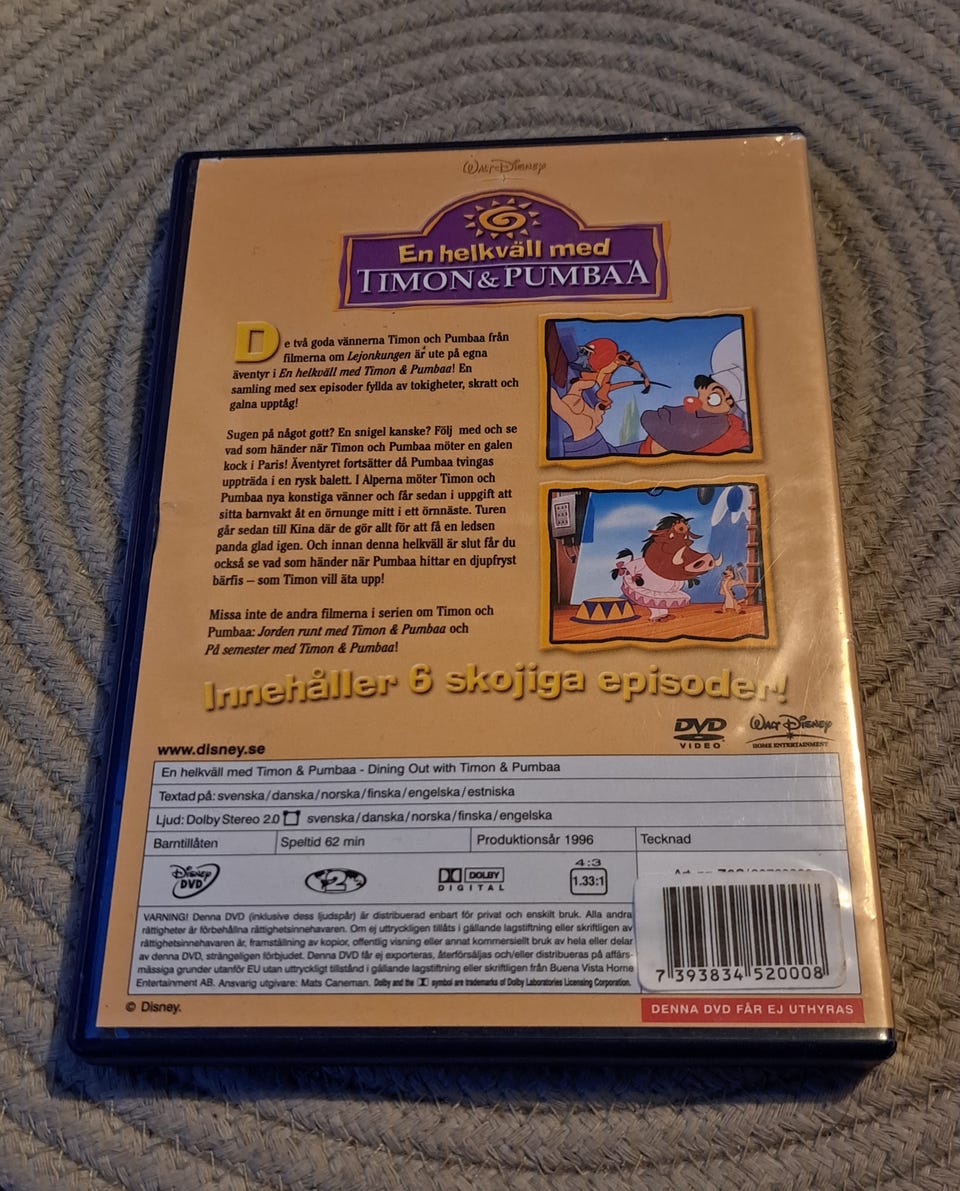 WALT DISNEY
En helkväll med
TIMON & PUMBAA
De två goda vännerna Timon och Pumbaa från
filmerna om Lejonkungen är ute på egna
äventyr i En helkväll med Timon & Pumbaa! En
samling med sex episoder fyllda av tokigheter, skratt och
galna upptåg!
Sugen på något gott? En snigel kanske? Följ med och se
vad som händer när Timon och Pumbaa möter en galen
kock i Paris! Äventyret fortsätter då Pumbaa tvingas
uppträda i en rysk balett. I Alperna möter Timon och
Pumbaa nya konstiga vänner och får sedan i uppgift att
sitta barnvakt åt en örnunge mitt i ett örnnäste. Turen
går sedan till Kina där de gör allt för att få en ledsen
panda glad igen. Och innan denna helkväll är slut får du
också se vad som händer när Pumbaa hittar en djupfryst
bärfis – som Timon vill äta upp!
Missa inte de andra filmerna i serien om Timon och
Pumbaa: Jorden runt med Timon & Pumbaa och
På semester med Timon & Pumbaa!
Innehåller 6 skojiga episoder!
DVD VIDEO
WALT DISNEY HOME ENTERTAINMENT
www.disney.se
En helkväll med Timon & Pumbaa - Dining Out with Timon & Pumbaa
Textad på: svenska/danska/norska/finska/engelska/estniska
Ljud: Dolby Stereo 2.0 svenska/danska/norska/finska/engelska
Barntillåten Speltid 62 min Produktionsår 1996 Tecknad
Disney DVD
2
DOLBY DIGITAL
4:3
1.33:1
VARNING! Denna DVD (inklusive dess ljudspår) är distribuerad enbart för privat och enskilt bruk. Alla andra
rättigheter är förbehållna rättighetsinnehavaren. Om ej uttryckligen tillåts i gällande lagstiftning eller skriftligen av
rättighetsinnehavaren är, framställning av kopior, offentlig visning eller annat kommersiellt bruk av hela eller delar
av denna DVD, strängeligen förbjudet. Denna DVD får ej exporteras, återförsäljas och/eller distribueras på affärs-
mässiga grunder utanför EU utan uttryckligt tillstånd i gällande lagstiftning eller skriftligen från Buena Vista Home
Entertainment AB. Ansvarig utgivare: Mats Caneman. Dolby and the symbol are trademarks of Dolby Laboratories Licensing Corporation.
7 393834 520008
© Disney.
DENNA DVD FÅR EJ UTHYRAS